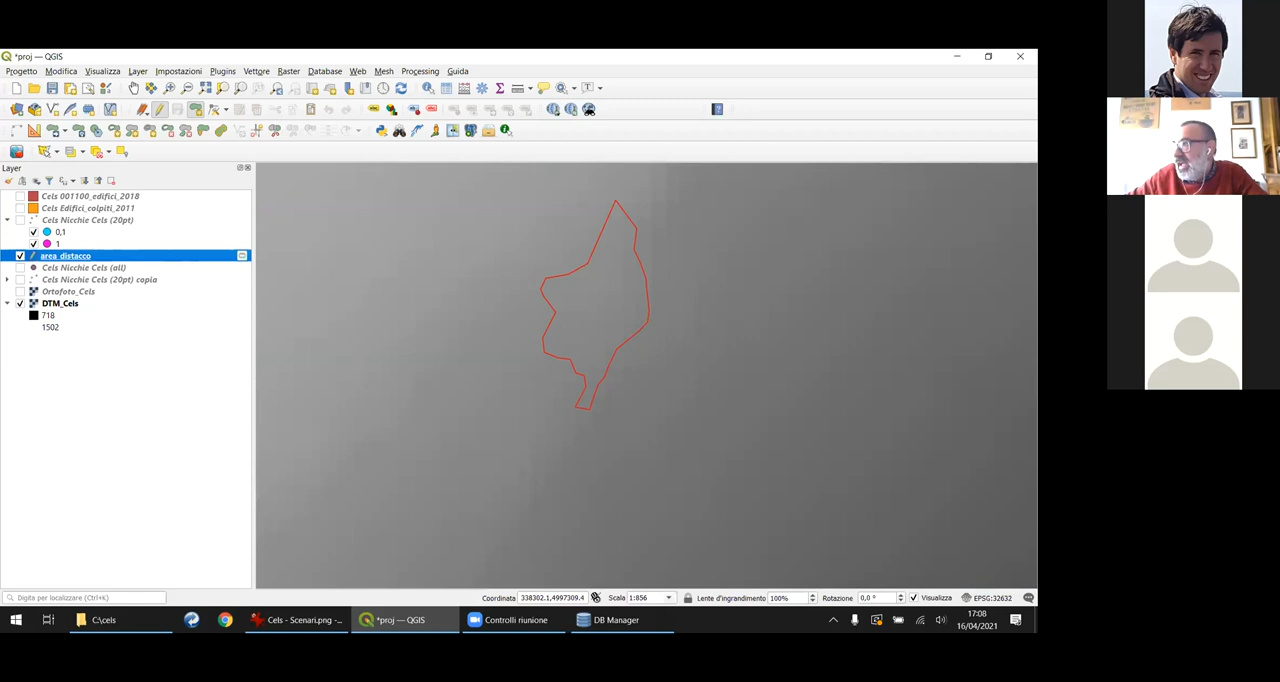 *proj — QGIS
Progetto Modifica Visualizza Layer Impostazioni Plugins Vettore Raster Database Web Mesh Processing Guida
Layer
Cels 001100_edifici_2018
Cels Edifici_colpiti_2011
Cels Nicchie Cels (20pt)
0,1
1
area_distacco
Cels Nicchie Cels (all)
Cels Nicchie Cels (20pt) copia
Ortofoto_Cels
DTM_Cels
718
1502
Digita per localizzare (Ctrl+K)
Coordinata 338302.1,4997309.4 Scala 1:856 Lente d'ingrandimento 100% Rotazione 0,0 ° Visualizza EPSG:32632
C:\cels
Cels - Scenari.png -...
*proj — QGIS
Controlli riunione
DB Manager
17:08
16/04/2021